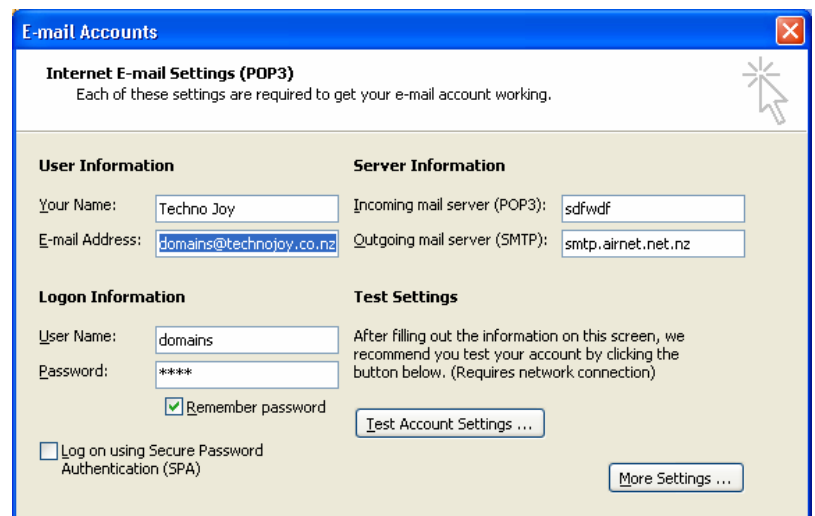 E-mail Accounts
Internet E-mail Settings (POP3)
Each of these settings are required to get your e-mail account working.
User Information
Your Name: Techno Joy
E-mail Address: domains@technojoy.co.nz
Server Information
Incoming mail server (POP3): sdfwdf
Outgoing mail server (SMTP): smtp.airnet.net.nz
Logon Information
User Name: domains
Password: ****
Remember password
Log on using Secure Password
Authentication (SPA)
Test Settings
After filling out the information on this screen, we
recommend you test your account by clicking the
button below. (Requires network connection)
Test Account Settings ...
More Settings ...